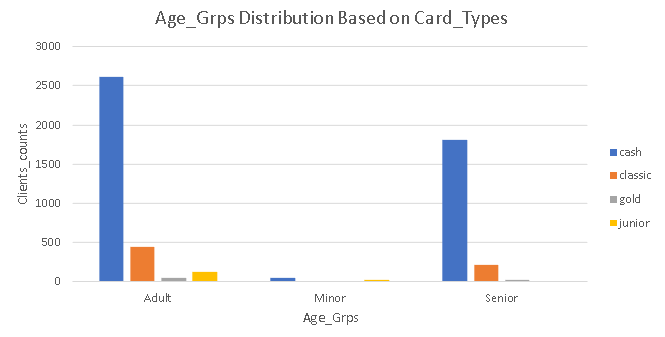 Age_Grps Distribution Based on Card_Types
3000
2500
2000
1500
1000
500
0
Clients_counts
Adult
Minor
Senior
Age_Grps
cash
classic
gold
junior